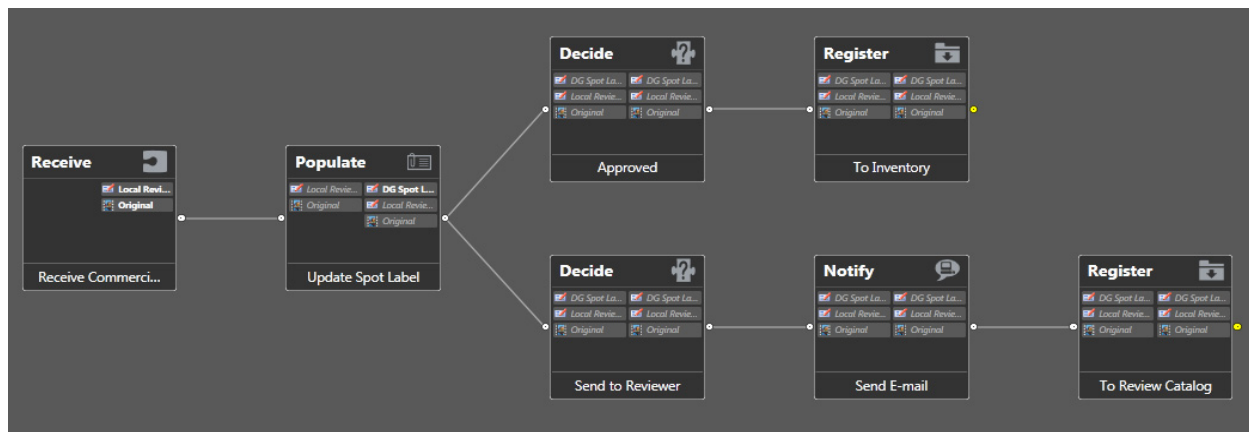 Receive
Local Revi...
Original
Receive Commerci...
Populate
Local Revie... DG Spot L...
Original Local Revie...
Original
Update Spot Label
Decide
DG Spot La... DG Spot La...
Local Revie... Local Revie...
Original Original
Approved
Register
DG Spot La... DG Spot La...
Local Revie... Local Revie...
Original Original
To Inventory
Decide
DG Spot La... DG Spot La...
Local Revie... Local Revie...
Original Original
Send to Reviewer
Notify
DG Spot La... DG Spot La...
Local Revie... Local Revie...
Original Original
Send E-mail
Register
DG Spot La... DG Spot La...
Local Revie... Local Revie...
Original Original
To Review Catalog